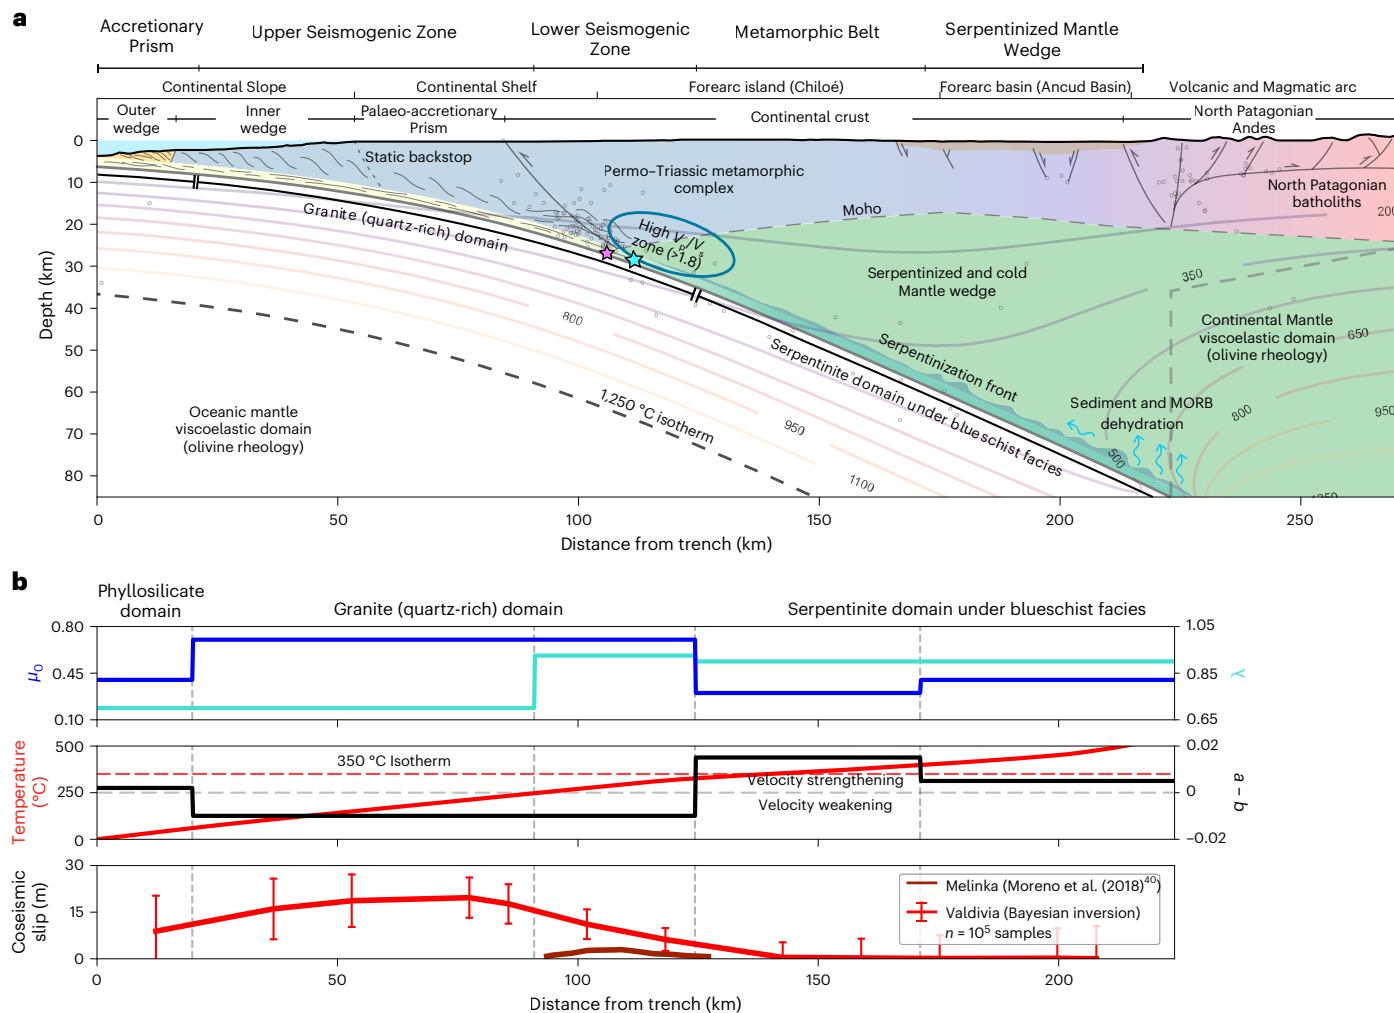 a
Accretionary
Prism
Upper Seismogenic Zone
Lower Seismogenic
Zone
Metamorphic Belt
Serpentinized Mantle
Wedge
Continental Slope
Continental Shelf
Forearc island (Chiloé)
Forearc basin (Ancud Basin)
Volcanic and Magmatic arc
Outer
wedge
Inner
wedge
Palaeo-accretionary
Prism
Continental crust
North Patagonian
Andes
0
10
20
30
40
50
60
70
80
Depth (km)
Static backstop
Permo–Triassic metamorphic
complex
North Patagonian
batholiths
Granite (quartz-rich) domain
High Vp/Vs
zone (>1.8)
Moho
200
350
Serpentinized and cold
Mantle wedge
Continental Mantle
viscoelastic domain
(olivine rheology)
650
800
Serpentinization front
Serpentinite domain under blueschist facies
1,250 °C isotherm
Oceanic mantle
viscoelastic domain
(olivine rheology)
Sediment and MORB
dehydration
800
950
950
500
1100
0
50
100
150
200
250
Distance from trench (km)
b
Phyllosilicate
domain
Granite (quartz-rich) domain
Serpentinite domain under blueschist facies
0.80
0.45
0.10
μ0
1.05
0.85
0.65
λ
500
250
0
Temperature
(°C)
350 °C Isotherm
Velocity strengthening
Velocity weakening
0.02
0
−0.02
a − b
30
15
0
Coseismic
slip (m)
Melinka (Moreno et al. (2018)40)
Valdivia (Bayesian inversion)
n = 10⁵ samples
0
50
100
150
200
Distance from trench (km)